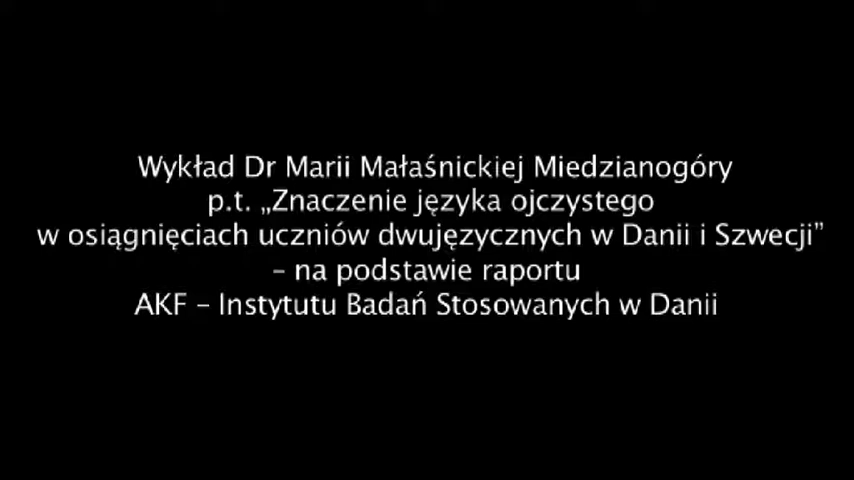 Wykład Dr Marii Małaśnickiej Miedzianogóry
p.t. „Znaczenie języka ojczystego
w osiągnięciach uczniów dwujęzycznych w Danii i Szwecji”
– na podstawie raportu
AKF – Instytutu Badań Stosowanych w Danii